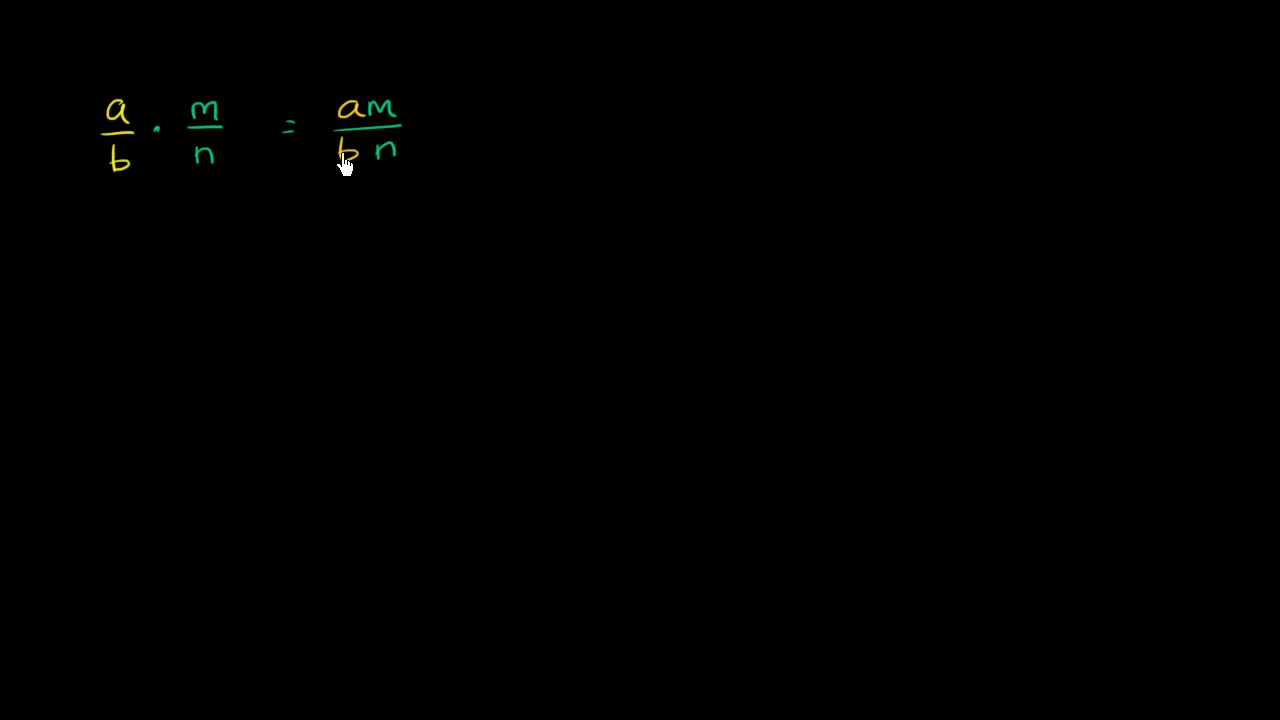 a/b · m/n = am/bn